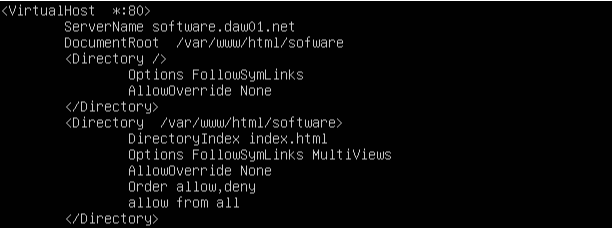 <VirtualHost *:80>
ServerName software.daw01.net
DocumentRoot /var/www/html/sofware
<Directory />
Options FollowSymLinks
AllowOverride None
</Directory>
<Directory /var/www/html/software>
DirectoryIndex index.html
Options FollowSymLinks MultiViews
AllowOverride None
Order allow,deny
allow from all
</Directory>